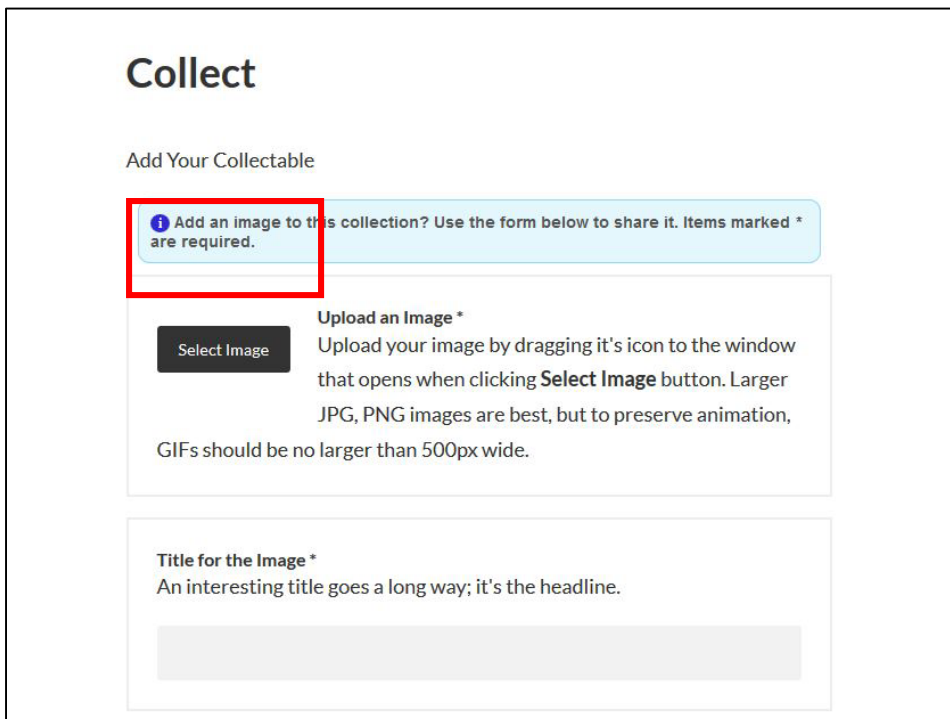 Collect
Add Your Collectable
i Add an image to this collection? Use the form below to share it. Items marked *
are required.
Select Image
Upload an Image *
Upload your image by dragging it's icon to the window
that opens when clicking Select Image button. Larger
JPG, PNG images are best, but to preserve animation,
GIFs should be no larger than 500px wide.
Title for the Image *
An interesting title goes a long way; it's the headline.